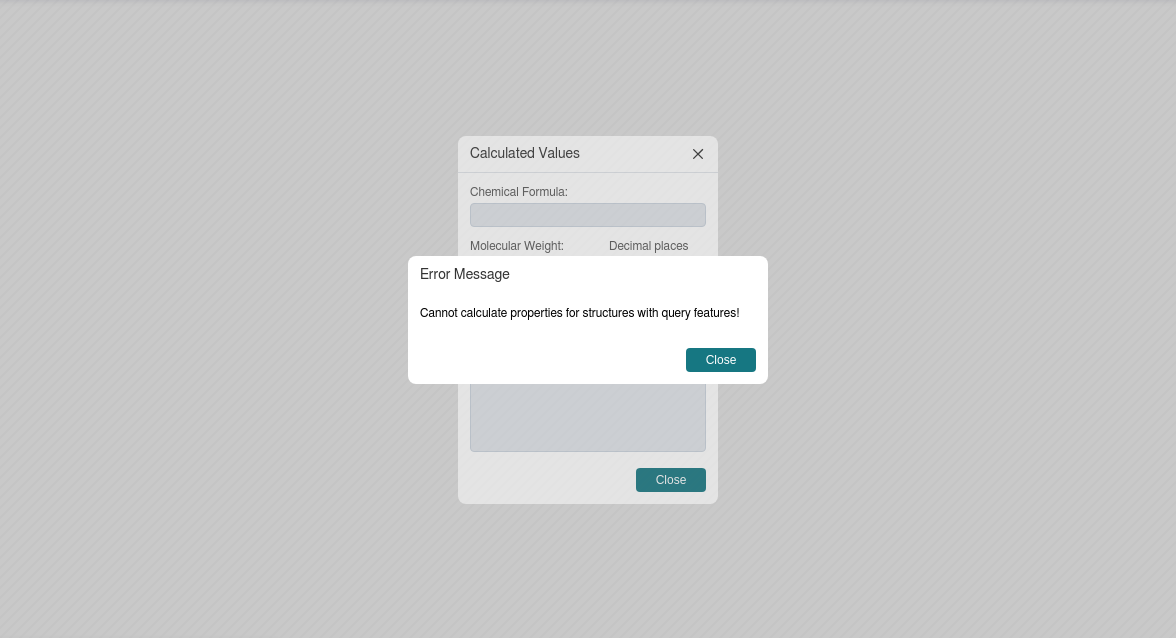 Calculated Values
Chemical Formula:
Molecular Weight: Decimal places
Error Message
Cannot calculate properties for structures with query features!
Close
Close